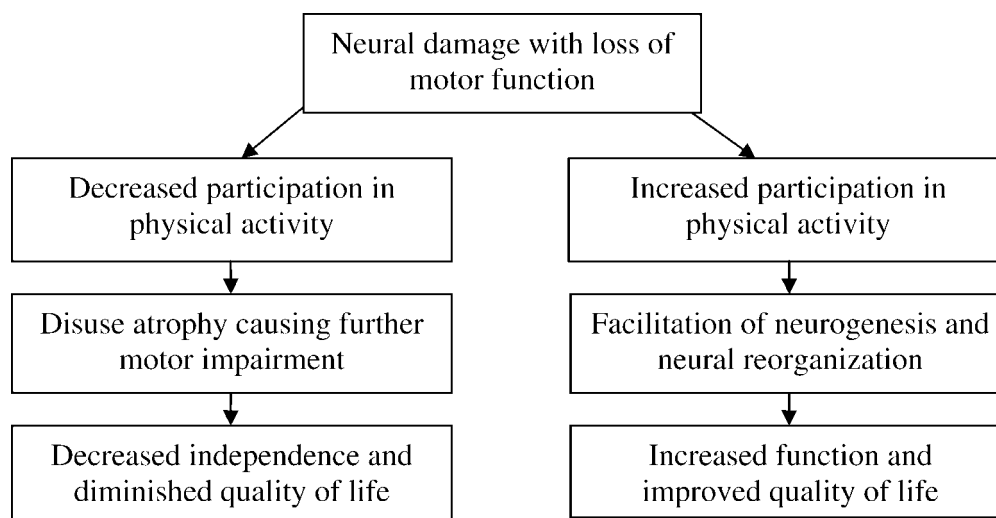 Neural damage with loss of
motor function
Decreased participation in
physical activity
Increased participation in
physical activity
Disuse atrophy causing further
motor impairment
Facilitation of neurogenesis and
neural reorganization
Decreased independence and
diminished quality of life
Increased function and
improved quality of life